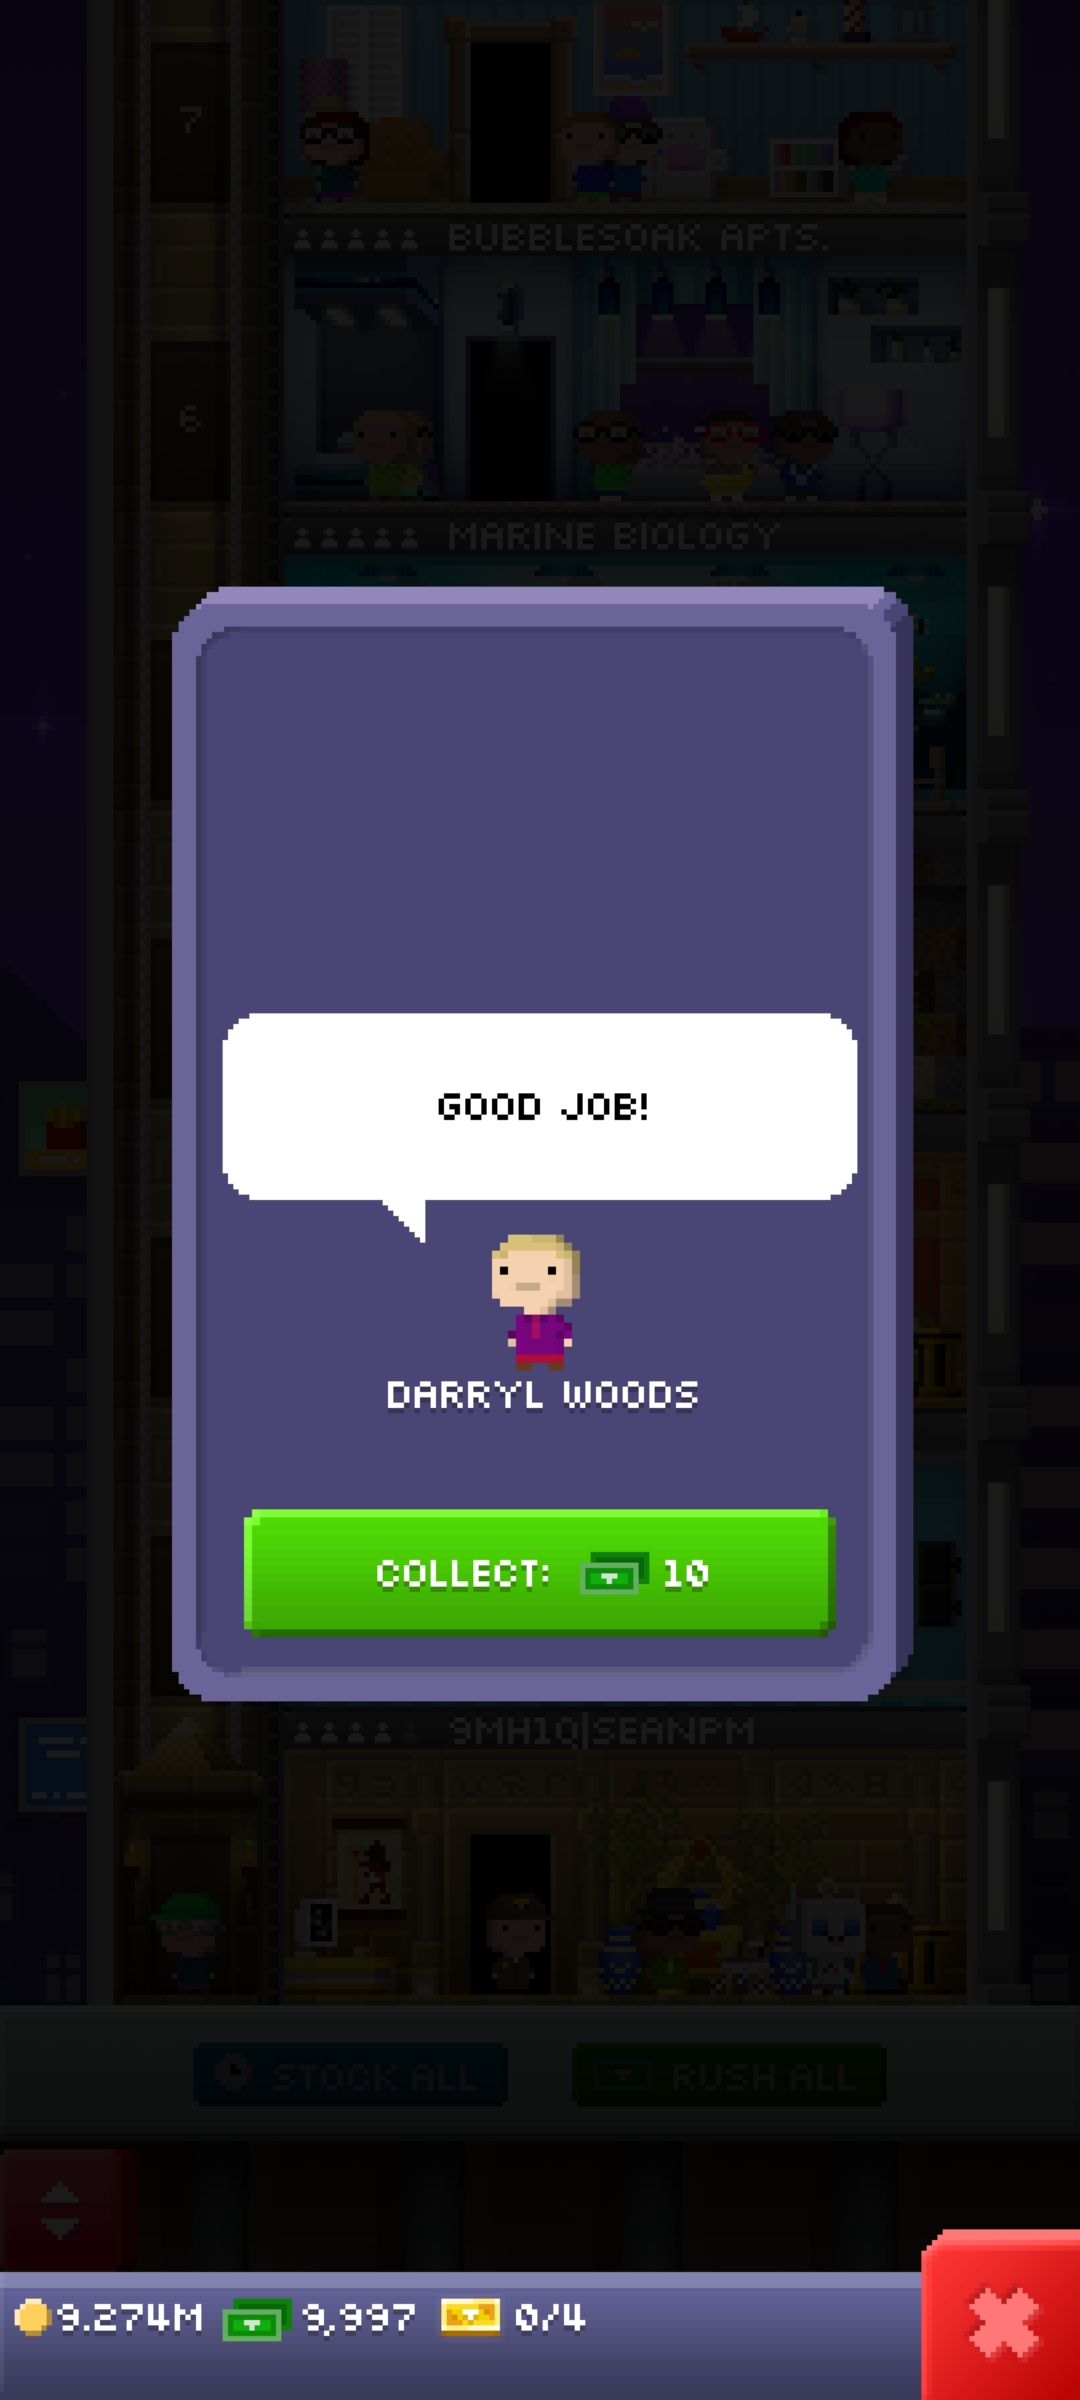 7
BUBBLESOAK APTS.
6
MARINE BIOLOGY
GOOD JOB!
DARRYL WOODS
COLLECT: 10
9MH1Q|SEANPM
STOCK ALL
RUSH ALL
9.274M 9,997 0/4